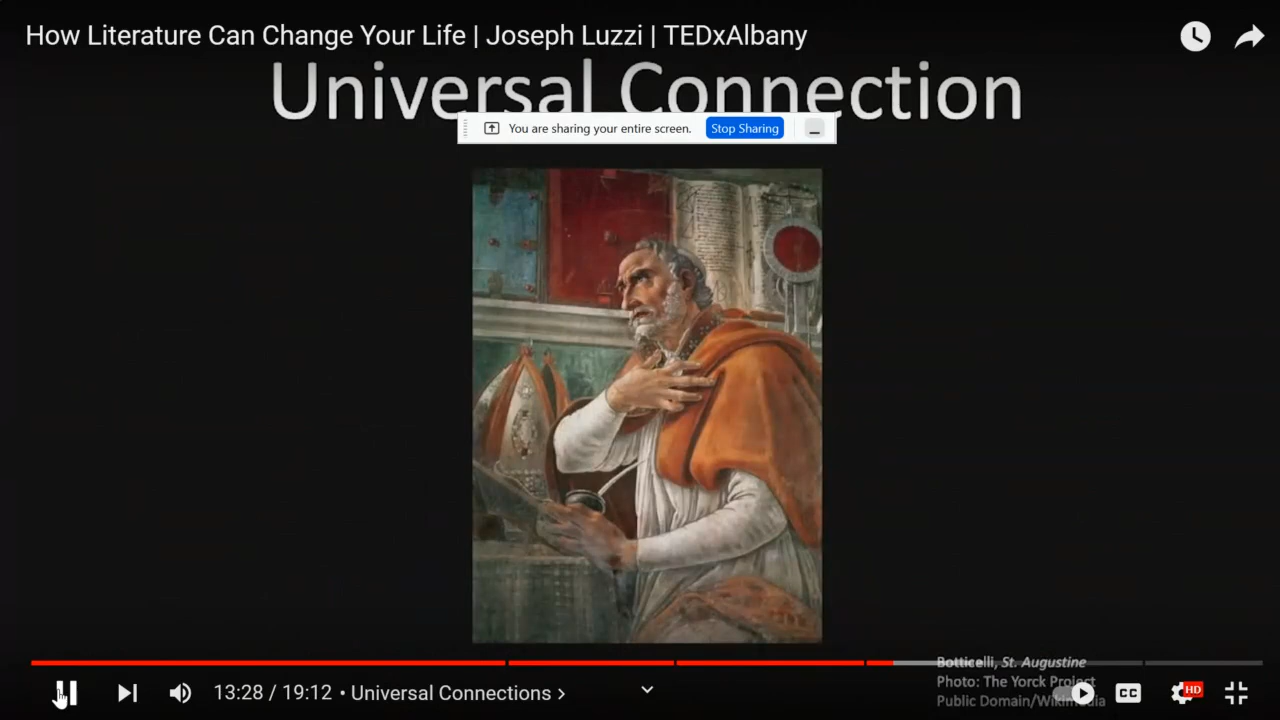 How Literature Can Change Your Life | Joseph Luzzi | TEDxAlbany
Universal Connection
You are sharing your entire screen.
Stop Sharing
Botticelli, St. Augustine
Photo: The Yorck Project
Public Domain/Wikimedia
13:28 / 19:12 • Universal Connections >
CC
HD